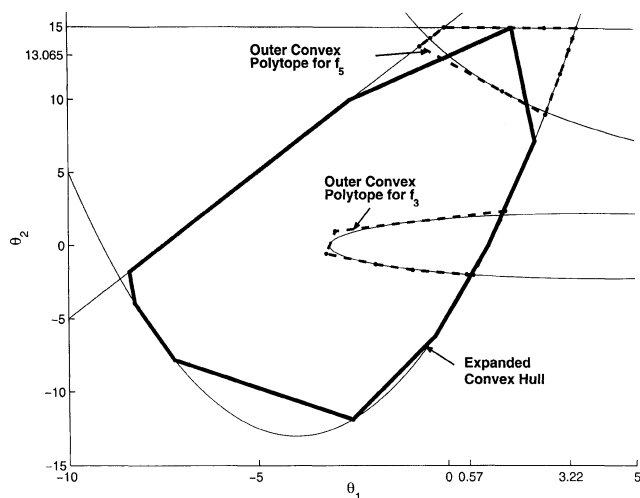 15
13.065
10
5
0
−5
−10
−15
θ2
Outer Convex
Polytope for f5
Outer Convex
Polytope for f3
Expanded
Convex Hull
−10
−5
0
0.57
3.22
5
θ1